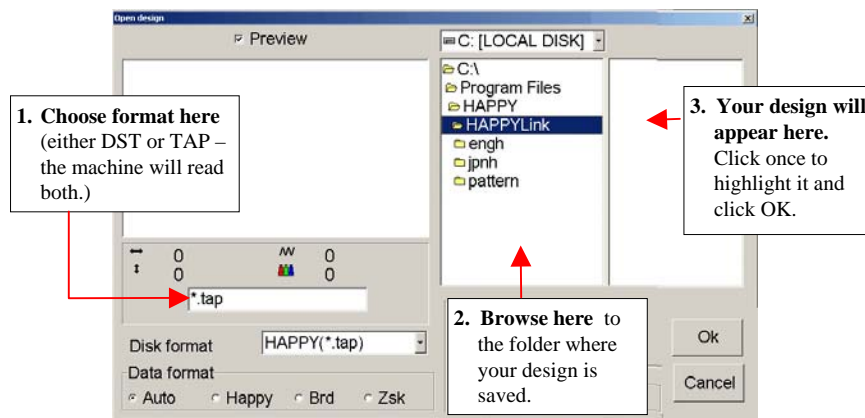 Open design
Preview
C: [LOCAL DISK]
C:\
Program Files
HAPPY
HAPPYLink
engh
jpnh
pattern
1. Choose format here
(either DST or TAP –
the machine will read
both.)
3. Your design will
appear here.
Click once to
highlight it and
click OK.
0 0
0 0
*.tap
2. Browse here to
the folder where
your design is
saved.
Disk format HAPPY(*.tap)
Data format
Auto Happy Brd Zsk
Ok
Cancel